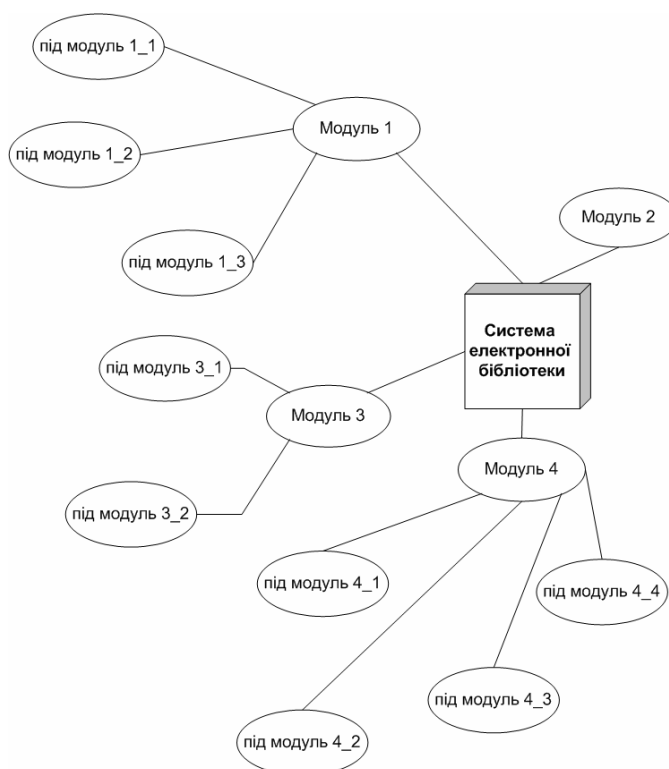 під модуль 1_1
Модуль 1
під модуль 1_2
Модуль 2
під модуль 1_3
Система
електронної
бібліотеки
під модуль 3_1
Модуль 3
Модуль 4
під модуль 3_2
під модуль 4_1
під модуль 4_4
під модуль 4_3
під модуль 4_2